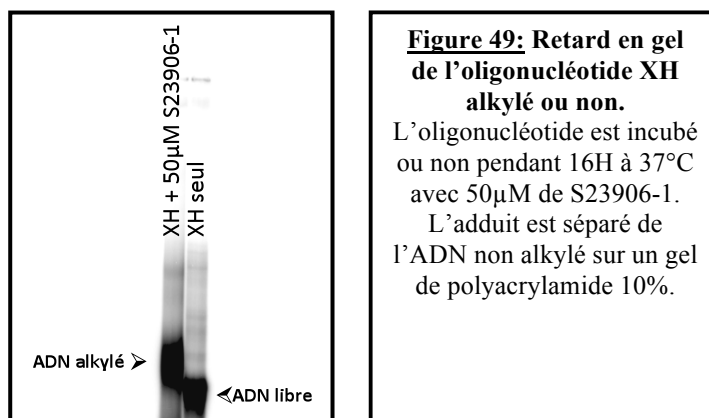 XH + 50µM S23906-1
XH seul
ADN alkylé
ADN libre
Figure 49: Retard en gel
de l’oligonucléotide XH
alkylé ou non.
L’oligonucléotide est incubé
ou non pendant 16H à 37°C
avec 50µM de S23906-1.
L’adduit est séparé de
l’ADN non alkylé sur un gel
de polyacrylamide 10%.